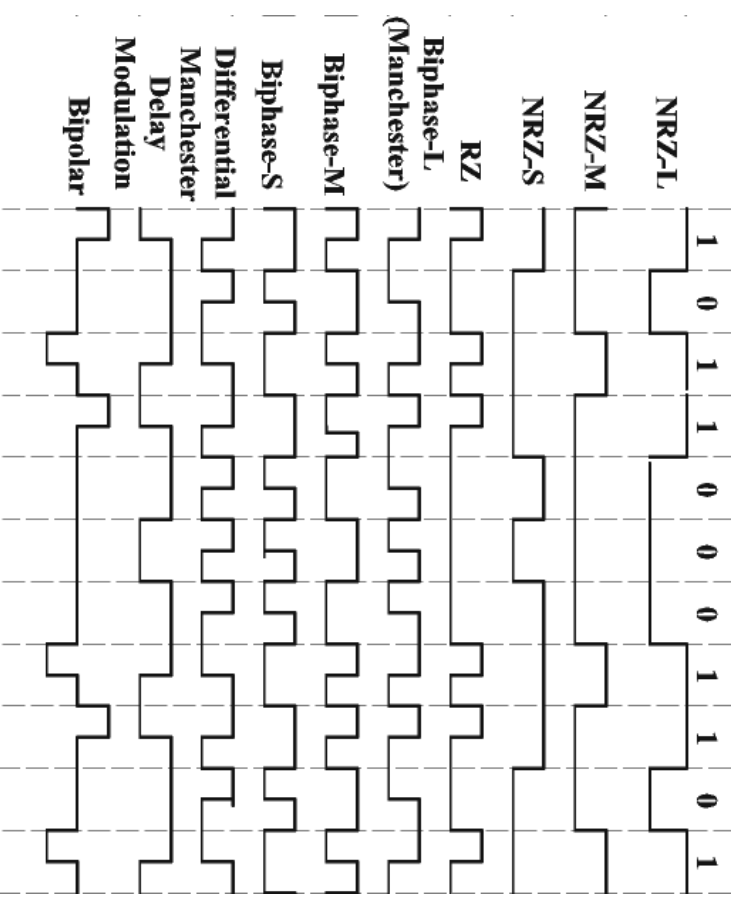 1 0 1 1 0 0 0 1 1 0 1
NRZ-L
NRZ-M
NRZ-S
RZ
Biphase-L
(Manchester)
Biphase-M
Biphase-S
Differential
Manchester
Delay
Modulation
Bipolar